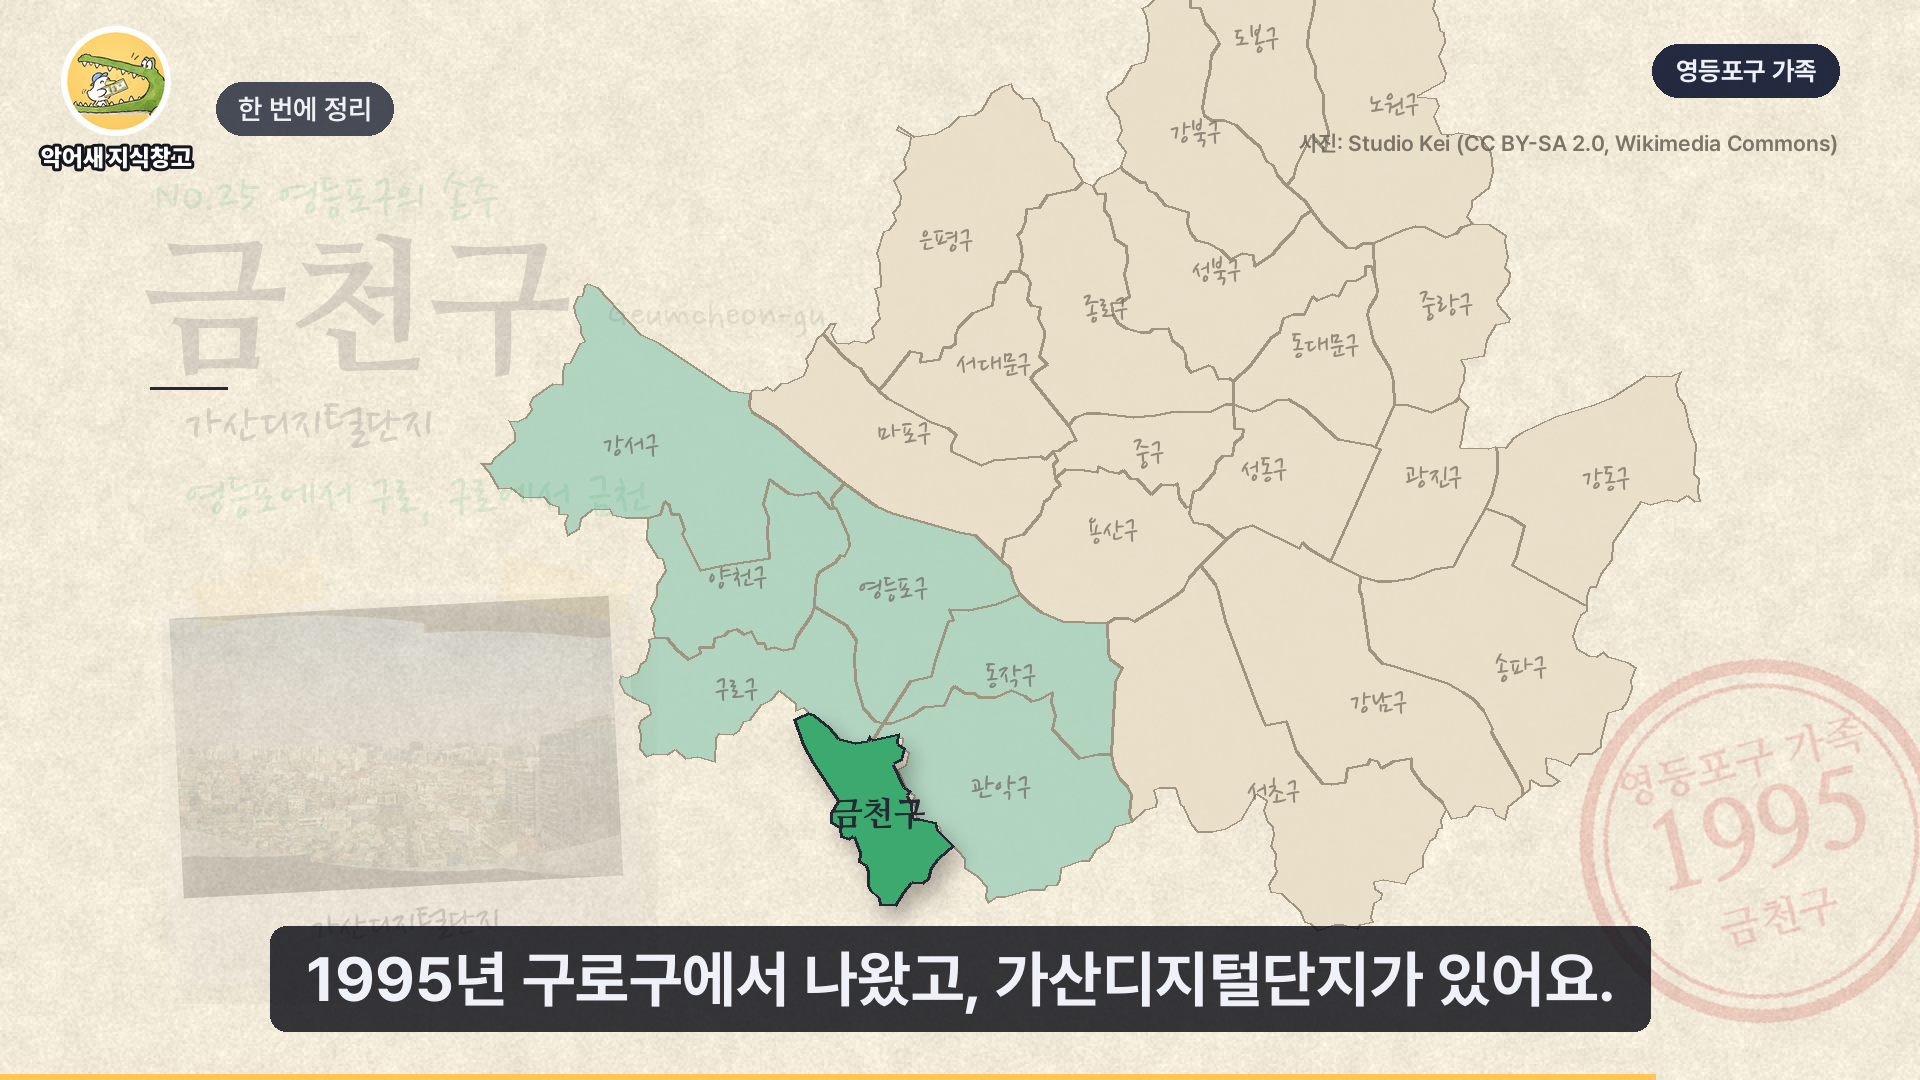 악어새 지식창고
한 번에 정리
영등포구 가족
사진: Studio Kei (CC BY-SA 2.0, Wikimedia Commons)
NO.25 영등포구의 손주
금천구
Geumcheon-gu
가산디지털단지
영등포에서 구로, 구로에서 금천
도봉구
노원구
강북구
은평구
성북구
종로구
중랑구
동대문구
서대문구
마포구
중구
성동구
광진구
강동구
강서구
용산구
양천구
영등포구
동작구
구로구
송파구
강남구
관악구
서초구
금천구
가산디지털단지
영등포구 가족
1995
금천구
1995년 구로구에서 나왔고, 가산디지털단지가 있어요.